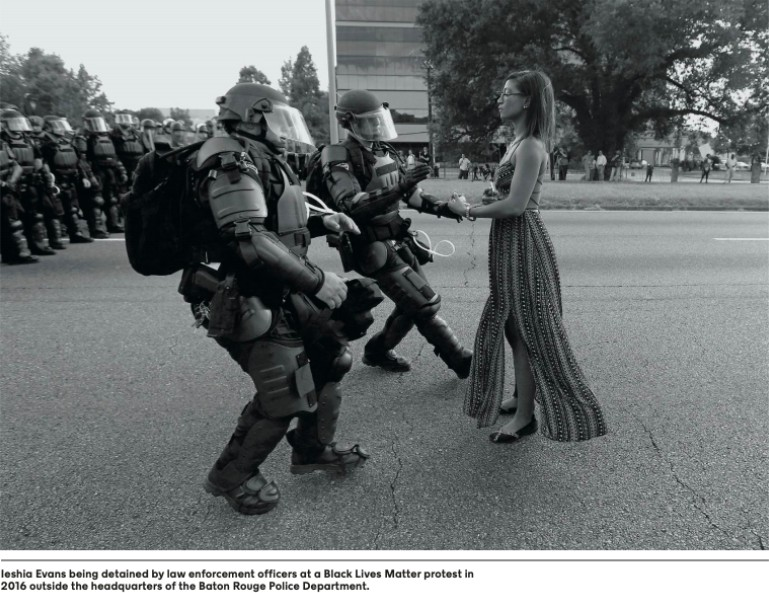 Ieshia Evans being detained by law enforcement officers at a Black Lives Matter protest in
2016 outside the headquarters of the Baton Rouge Police Department.